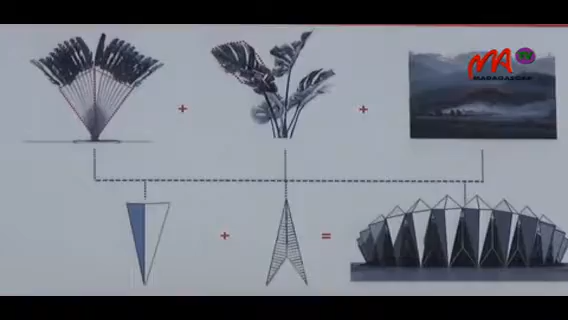 MA
MADAGASCAR
+ +
+ =